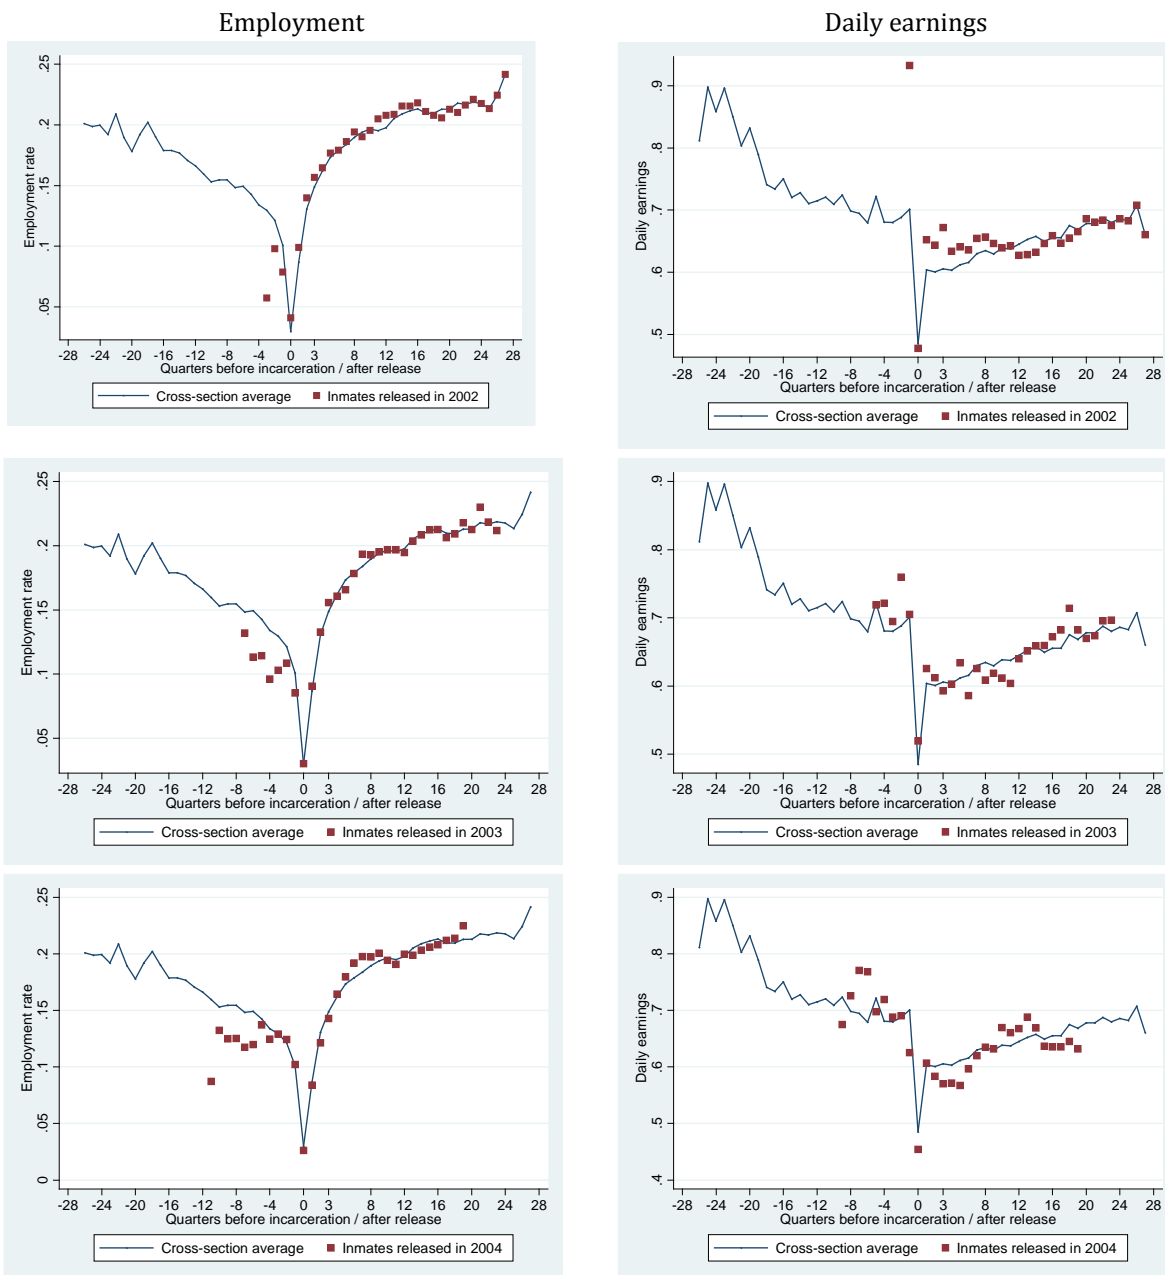 Employment
Daily earnings
.25
.2
.15
.1
.05
Employment rate
-28 -24 -20 -16 -12 -8 -4 0 3 8 12 16 20 24 28
Quarters before incarceration / after release
Cross-section average Inmates released in 2002
.9
.8
.7
.6
.5
Daily earnings
-28 -24 -20 -16 -12 -8 -4 0 3 8 12 16 20 24 28
Quarters before incarceration / after release
Cross-section average Inmates released in 2002
.25
.2
.15
.1
.05
Employment rate
-28 -24 -20 -16 -12 -8 -4 0 3 8 12 16 20 24 28
Quarters before incarceration / after release
Cross-section average Inmates released in 2003
.9
.8
.7
.6
.5
Daily earnings
-28 -24 -20 -16 -12 -8 -4 0 3 8 12 16 20 24 28
Quarters before incarceration / after release
Cross-section average Inmates released in 2003
.25
.2
.15
.1
.05
0
Employment rate
-28 -24 -20 -16 -12 -8 -4 0 3 8 12 16 20 24 28
Quarters before incarceration / after release
Cross-section average Inmates released in 2004
.9
.8
.7
.6
.5
.4
Daily earnings
-28 -24 -20 -16 -12 -8 -4 0 3 8 12 16 20 24 28
Quarters before incarceration / after release
Cross-section average Inmates released in 2004